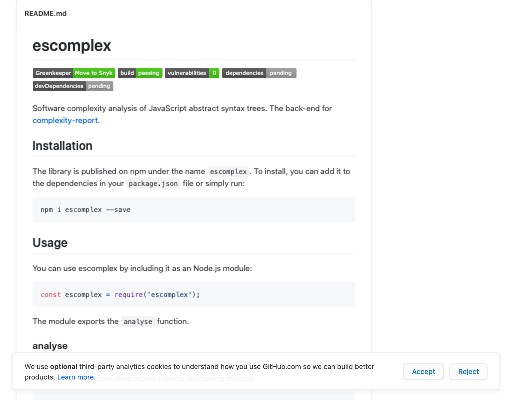 README.md
escomplex
Greenkeeper Move to Snyk build passing vulnerabilities 0 dependencies pending
devDependencies pending
Software complexity analysis of JavaScript abstract syntax trees. The back-end for
complexity-report.
Installation
The library is published on npm under the name escomplex. To install, you can add it to
the dependencies in your package.json file or simply run:
npm i escomplex --save
Usage
You can use escomplex by including it as an Node.js module:
const escomplex = require('escomplex');
The module exports the analyse function.
analyse
We use optional third-party analytics cookies to understand how you use GitHub.com so we can build better
products. Learn more.
Accept
Reject